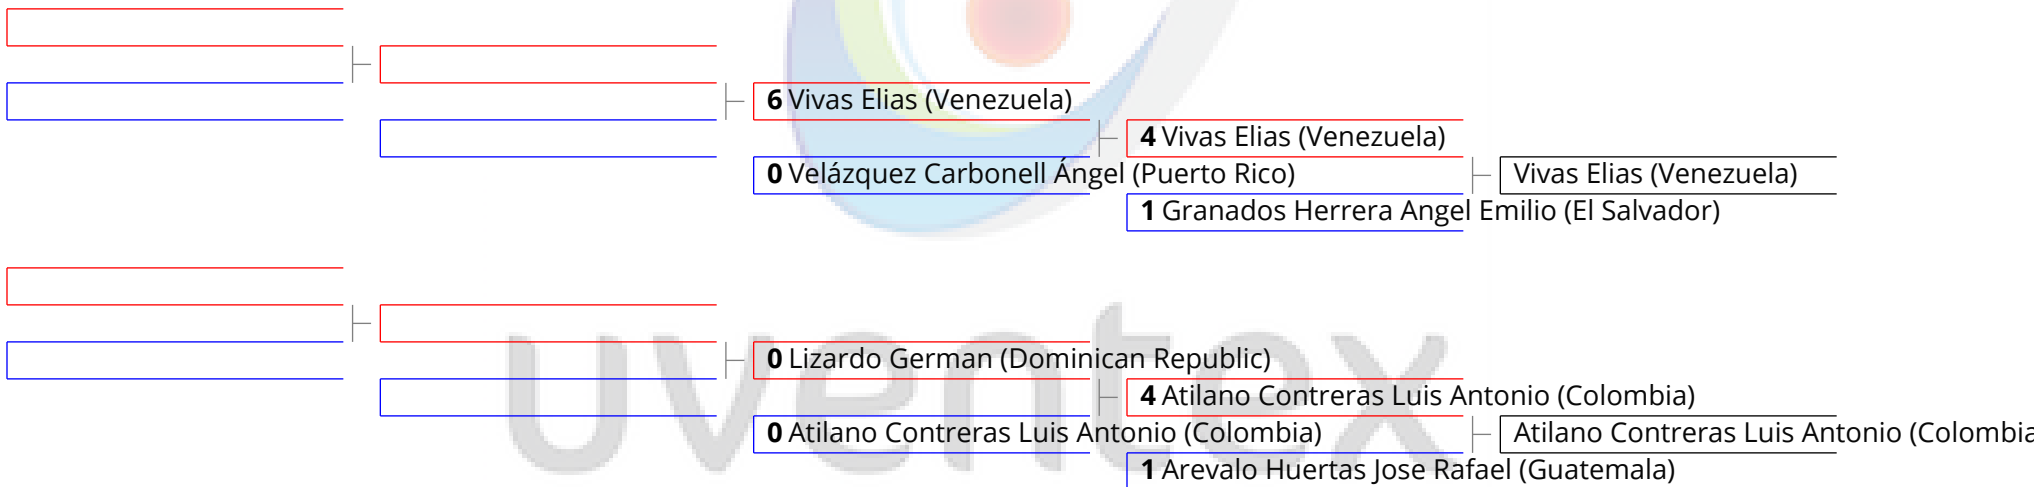 6 Vivas Elias (Venezuela)
4 Vivas Elias (Venezuela)
0 Velázquez Carbonell Ángel (Puerto Rico)
Vivas Elias (Venezuela)
1 Granados Herrera Angel Emilio (El Salvador)
uventex
0 Lizardo German (Dominican Republic)
4 Atilano Contreras Luis Antonio (Colombia)
0 Atilano Contreras Luis Antonio (Colombia)
Atilano Contreras Luis Antonio (Colombia
1 Arevalo Huertas Jose Rafael (Guatemala)